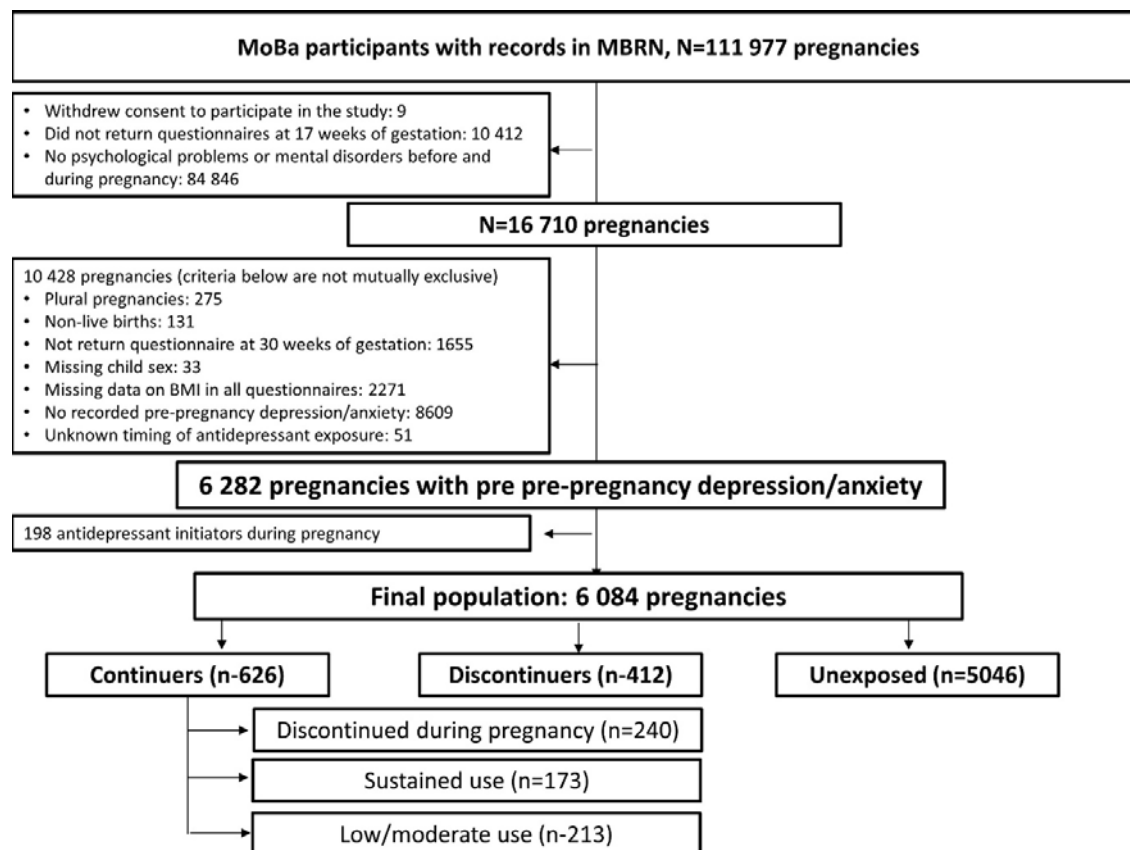 MoBa participants with records in MBRN, N=111 977 pregnancies
• Withdrew consent to participate in the study: 9
• Did not return questionnaires at 17 weeks of gestation: 10 412
• No psychological problems or mental disorders before and
during pregnancy: 84 846
N=16 710 pregnancies
10 428 pregnancies (criteria below are not mutually exclusive)
• Plural pregnancies: 275
• Non-live births: 131
• Not return questionnaire at 30 weeks of gestation: 1655
• Missing child sex: 33
• Missing data on BMI in all questionnaires: 2271
• No recorded pre-pregnancy depression/anxiety: 8609
• Unknown timing of antidepressant exposure: 51
6 282 pregnancies with pre pre-pregnancy depression/anxiety
198 antidepressant initiators during pregnancy
Final population: 6 084 pregnancies
Continuers (n-626)
Discontinuers (n-412)
Unexposed (n=5046)
Discontinued during pregnancy (n=240)
Sustained use (n=173)
Low/moderate use (n-213)